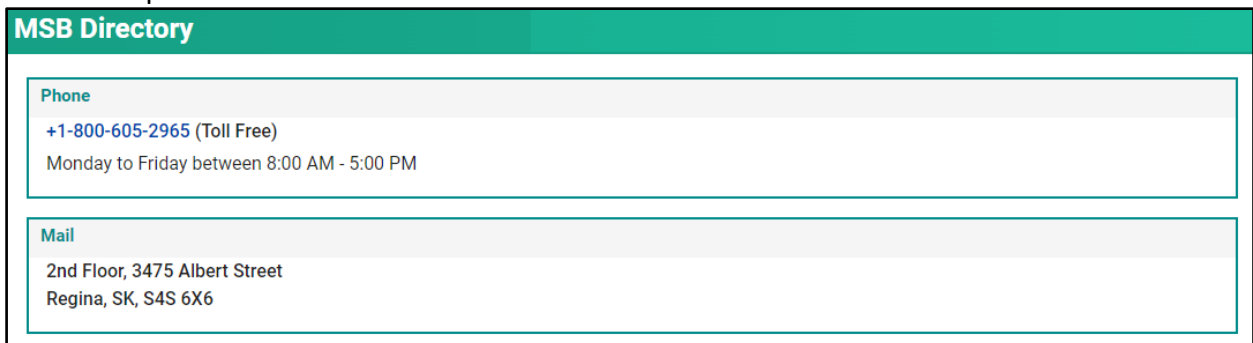 MSB Directory
Phone
+1-800-605-2965 (Toll Free)
Monday to Friday between 8:00 AM - 5:00 PM
Mail
2nd Floor, 3475 Albert Street
Regina, SK, S4S 6X6